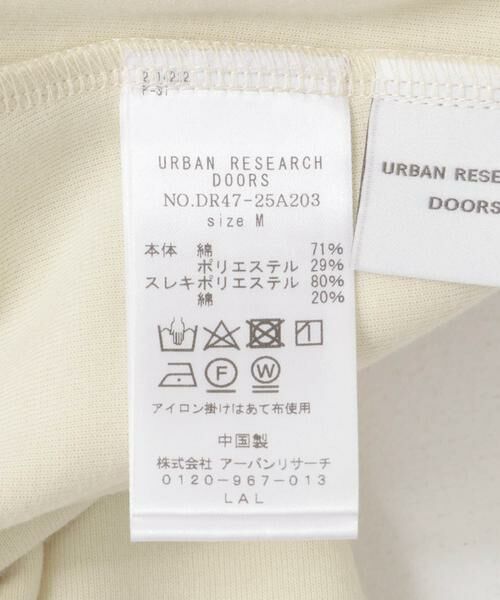 URBAN RESEARCH
DOORS
NO.DR47-25A203
size M
本体 綿 71%
ポリエステル 29%
スレキポリエステル 80%
綿 20%
F
W
アイロン掛けはあて布使用
中国製
株式会社 アーバンリサーチ
0120-967-013
LAL
URBAN RESE
DOORS